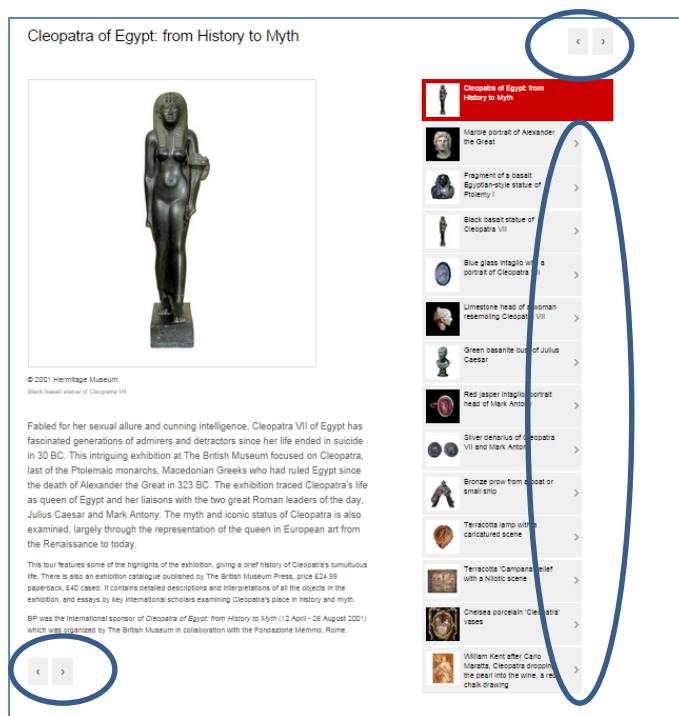 Cleopatra of Egypt: from History to Myth
‹ ›
© 2001 Hermitage Museum
Black basalt statue of Cleopatra VII
Fabled for her sexual allure and cunning intelligence, Cleopatra VII of Egypt has
fascinated generations of admirers and detractors since her life ended in suicide
in 30 BC. This intriguing exhibition at The British Museum focused on Cleopatra,
last of the Ptolemaic monarchs, Macedonian Greeks who had ruled Egypt since
the death of Alexander the Great in 323 BC. The exhibition traced Cleopatra's life
as queen of Egypt and her liaisons with the two great Roman leaders of the day,
Julius Caesar and Mark Antony. The myth and iconic status of Cleopatra is also
examined, largely through the representation of the queen in European art from
the Renaissance to today.
This tour features some of the highlights of the exhibition, giving a brief history of Cleopatra's tumultuous
life. There is also an exhibition catalogue published by The British Museum Press, price £24.99
paperback, £40 cased. It contains detailed descriptions and interpretations of all the objects in the
exhibition, and essays by key international scholars examining Cleopatra's place in history and myth.
BP was the international sponsor of Cleopatra of Egypt: from History to Myth (12 April - 26 August 2001)
which was organized by The British Museum in collaboration with the Fondazione Memmo, Rome.
‹ ›
Cleopatra of Egypt: from
History to Myth
Marble portrait of Alexander
the Great
Fragment of a basalt
Egyptian-style statue of
Ptolemy I
Black basalt statue of
Cleopatra VII
Blue glass intaglio with a
portrait of Cleopatra VII
Limestone head of a woman
resembling Cleopatra VII
Green basanite bust of Julius
Caesar
Red jasper intaglio portrait
head of Mark Antony
Silver denarius of Cleopatra
VII and Mark Antony
Bronze prow from a boat or
small ship
Terracotta lamp with a
caricatured scene
Terracotta 'Campana' relief
with a Nilotic scene
Chelsea porcelain 'Cleopatra'
vases
William Kent after Carlo
Maratta, Cleopatra dropping
the pearl into the wine, a red
chalk drawing